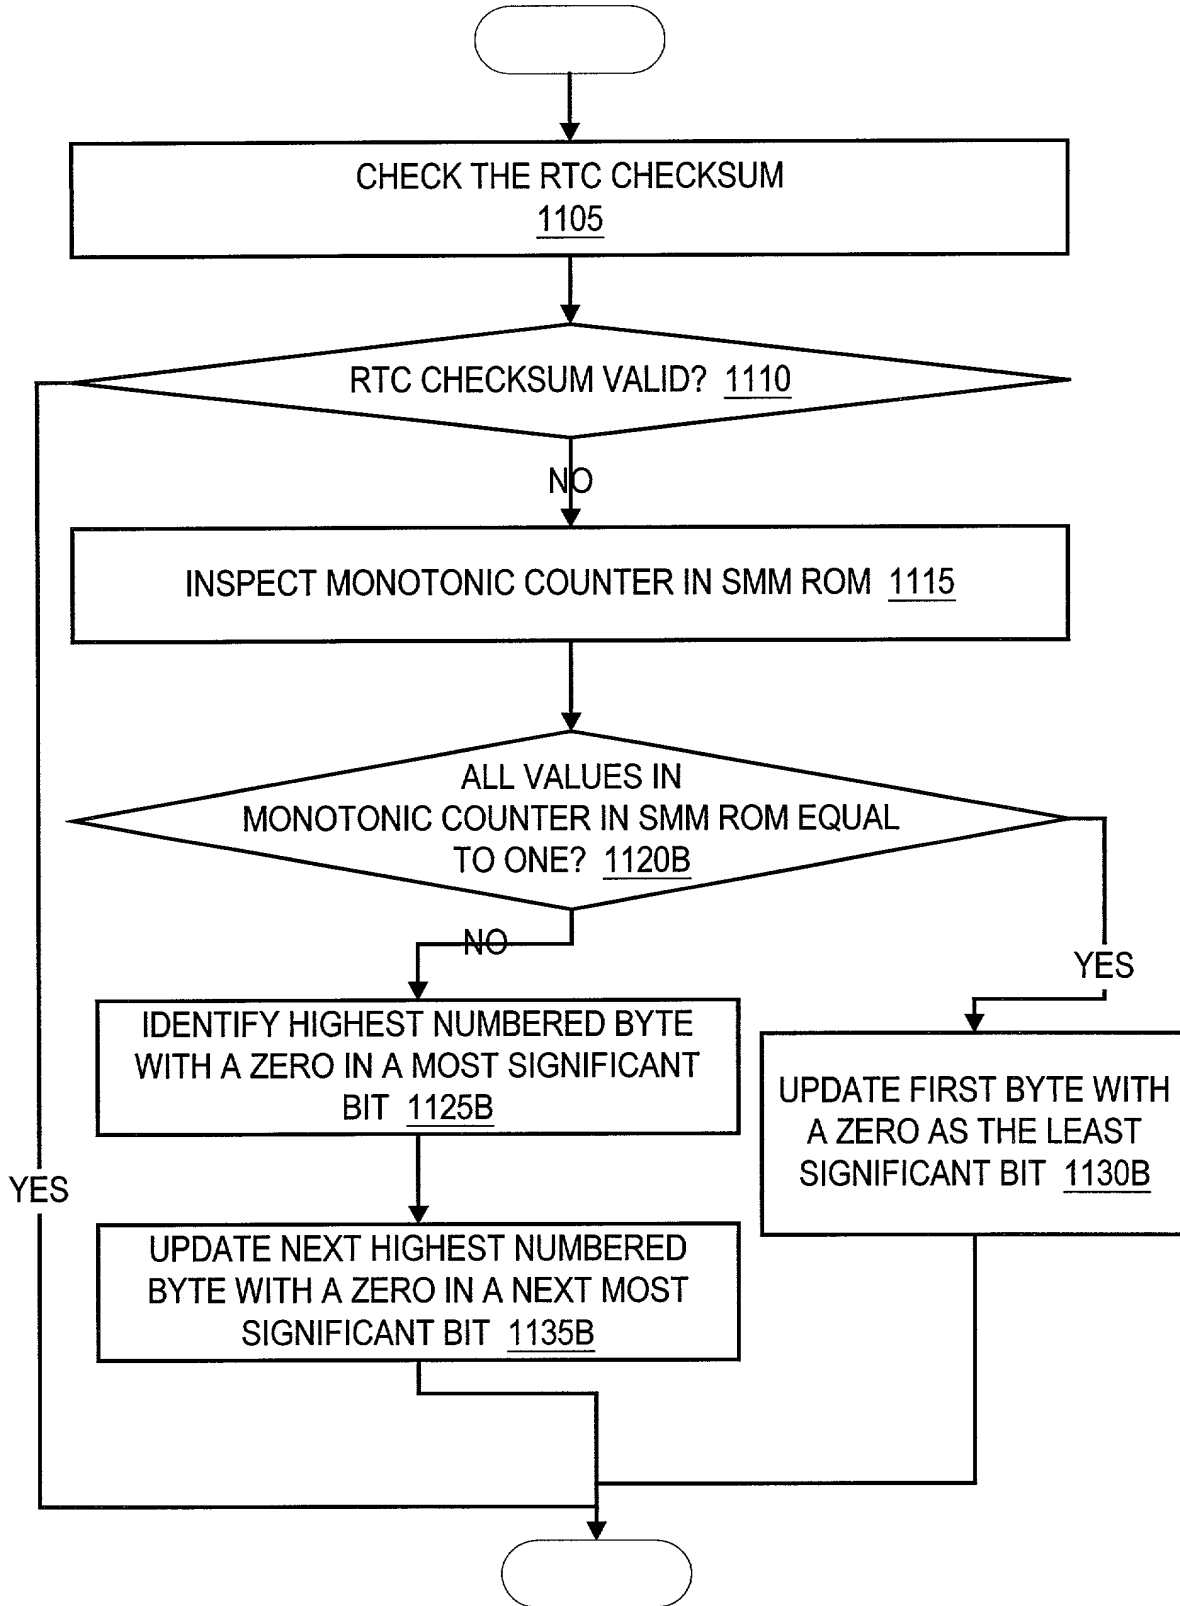 CHECK THE RTC CHECKSUM
1105
RTC CHECKSUM VALID? 1110
NO
INSPECT MONOTONIC COUNTER IN SMM ROM 1115
ALL VALUES IN
MONOTONIC COUNTER IN SMM ROM EQUAL
TO ONE? 1120B
NO
YES
IDENTIFY HIGHEST NUMBERED BYTE
WITH A ZERO IN A MOST SIGNIFICANT
BIT 1125B
UPDATE FIRST BYTE WITH
A ZERO AS THE LEAST
SIGNIFICANT BIT 1130B
YES
UPDATE NEXT HIGHEST NUMBERED
BYTE WITH A ZERO IN A NEXT MOST
SIGNIFICANT BIT 1135B